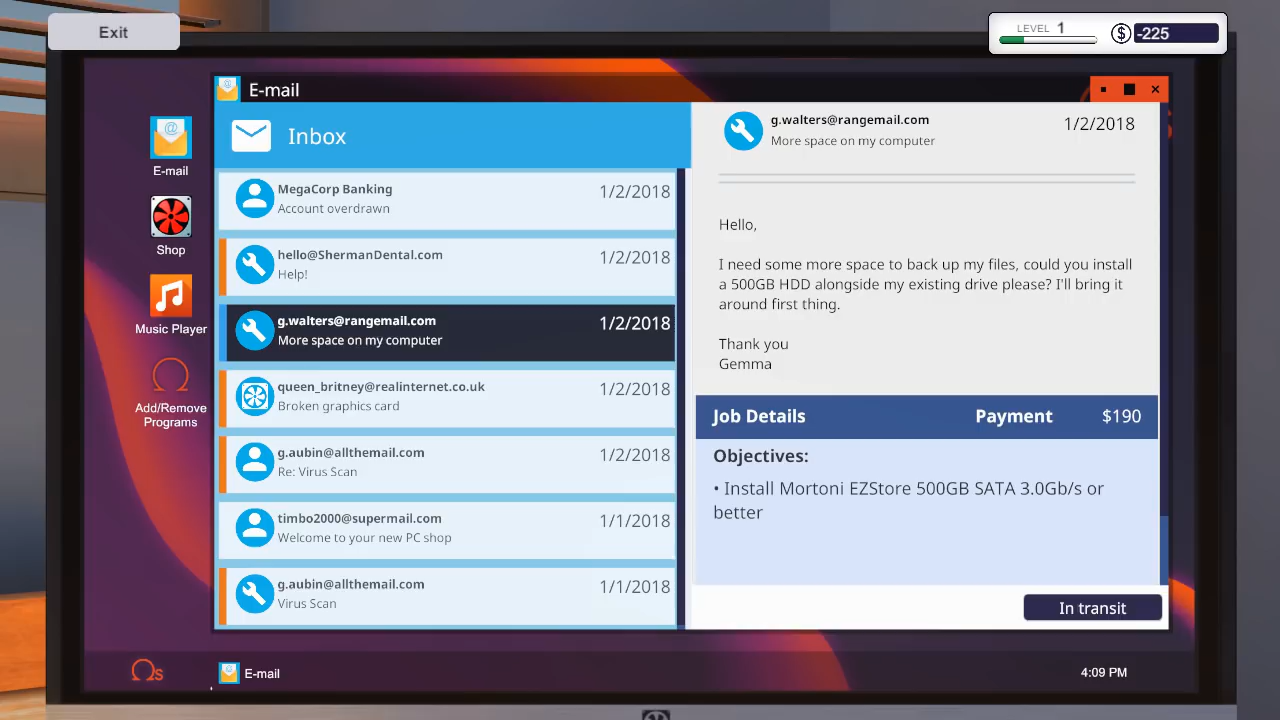 Exit
LEVEL 1
$ -225
E-mail
Inbox
MegaCorp Banking
1/2/2018
Account overdrawn
hello@ShermanDental.com
1/2/2018
Help!
g.walters@rangemail.com
1/2/2018
More space on my computer
queen_britney@realinternet.co.uk
1/2/2018
Broken graphics card
g.aubin@allthemail.com
1/2/2018
Re: Virus Scan
timbo2000@supermail.com
1/1/2018
Welcome to your new PC shop
g.aubin@allthemail.com
1/1/2018
Virus Scan
g.walters@rangemail.com
1/2/2018
More space on my computer
Hello,
I need some more space to back up my files, could you install
a 500GB HDD alongside my existing drive please? I'll bring it
around first thing.
Thank you
Gemma
Job Details Payment $190
Objectives:
• Install Mortoni EZStore 500GB SATA 3.0Gb/s or
better
In transit
E-mail
Shop
Music Player
Add/Remove
Programs
Ωs
E-mail
4:09 PM